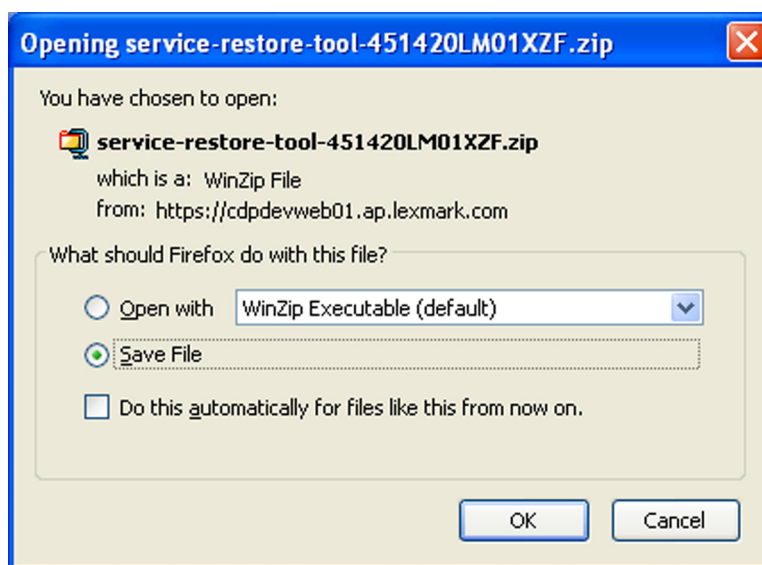 Opening service-restore-tool-451420LM01XZF.zip
You have chosen to open:
service-restore-tool-451420LM01XZF.zip
which is a: WinZip File
from: https://cdpdevweb01.ap.lexmark.com
What should Firefox do with this file?
Open with WinZip Executable (default)
Save File
Do this automatically for files like this from now on.
OK Cancel